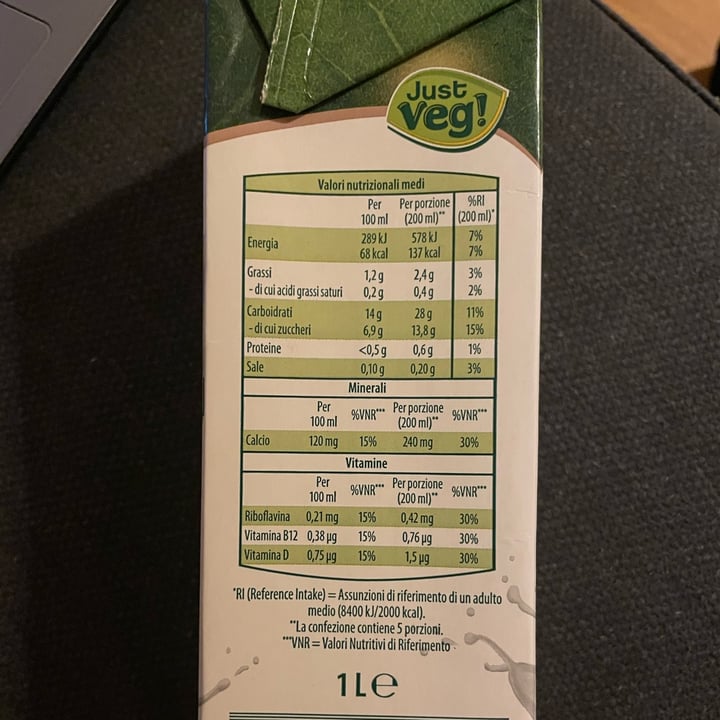 Just
Veg!
Valori nutrizionali medi
Per 100 ml Per porzione (200 ml)** %RI (200 ml)*
Energia 289 kJ 578 kJ 7%
68 kcal 137 kcal 7%
Grassi 1,2 g 2,4 g 3%
- di cui acidi grassi saturi 0,2 g 0,4 g 2%
Carboidrati 14 g 28 g 11%
- di cui zuccheri 6,9 g 13,8 g 15%
Proteine <0,5 g 0,6 g 1%
Sale 0,10 g 0,20 g 3%
Minerali
Per 100 ml %VNR*** Per porzione (200 ml)** %VNR***
Calcio 120 mg 15% 240 mg 30%
Vitamine
Per 100 ml %VNR*** Per porzione (200 ml)** %VNR***
Riboflavina 0,21 mg 15% 0,42 mg 30%
Vitamina B12 0,38 µg 15% 0,76 µg 30%
Vitamina D 0,75 µg 15% 1,5 µg 30%
*RI (Reference Intake) = Assunzioni di riferimento di un adulto
medio (8400 kJ/2000 kcal).
**La confezione contiene 5 porzioni.
***VNR = Valori Nutritivi di Riferimento
1 L ℮